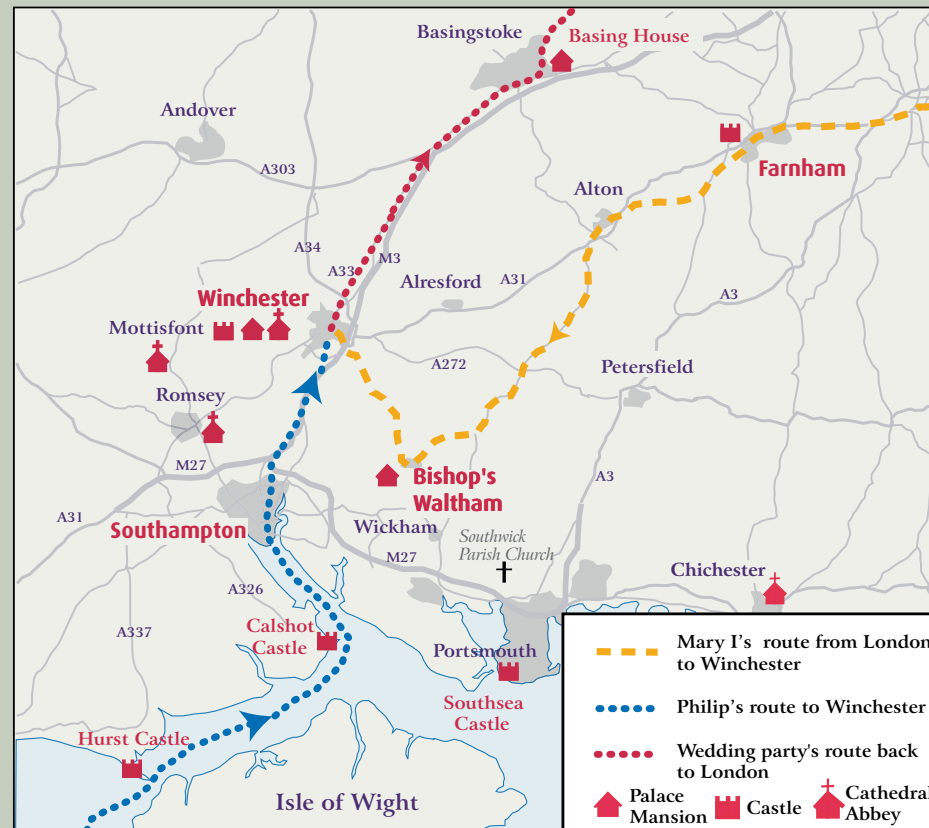 Basingstoke
Basing House
Andover
A303
Farnham
Alton
A34
A33
M3
Alresford
A31
A3
Winchester
Mottisfont
A272
Petersfield
Romsey
M27
Bishop's
Waltham
A3
A31
Southampton
Wickham
Southwick
Parish Church
M27
Chichester
A326
A337
Calshot
Castle
Portsmouth
Southsea
Castle
Hurst Castle
Isle of Wight
Mary I's route from London
to Winchester
Philip's route to Winchester
Wedding party's route back
to London
Palace
Mansion
Castle
Cathedral
Abbey